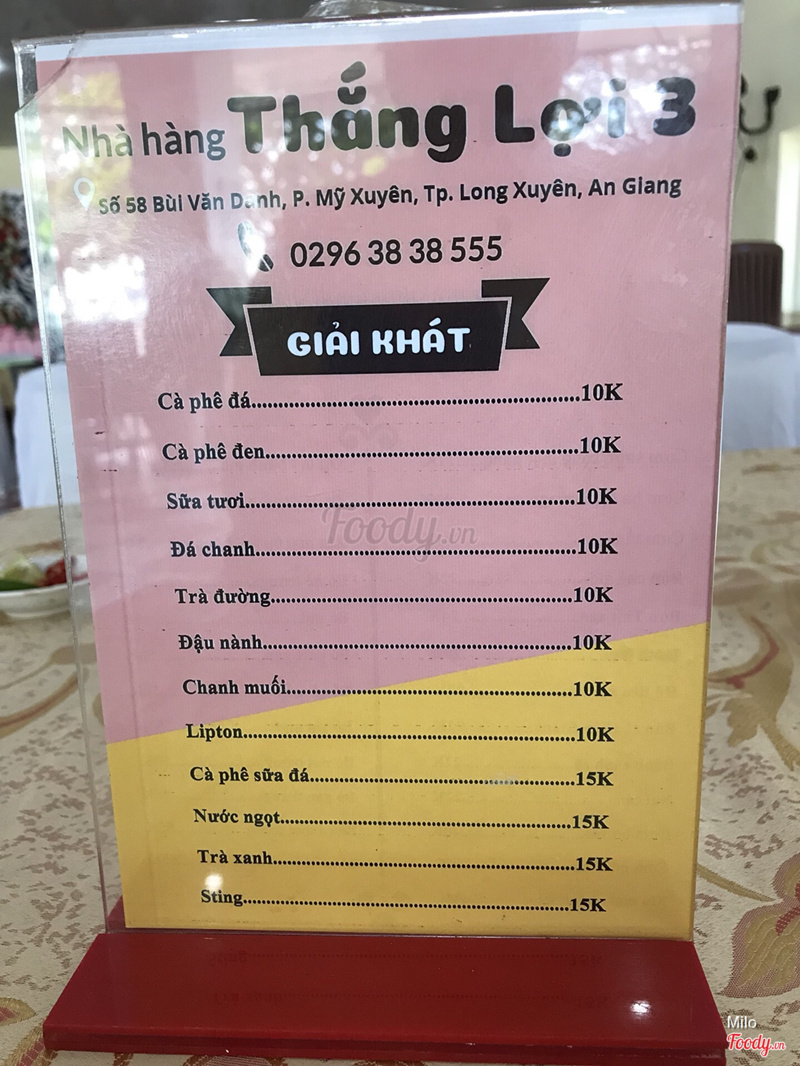 Nhà hàng Thắng Lợi 3
Số 58 Bùi Văn Danh, P. Mỹ Xuyên, Tp. Long Xuyên, An Giang
0296 38 38 555
GIẢI KHÁT
Cà phê đá..........10K
Cà phê đen..........10K
Sữa tươi..........10K
Đá chanh..........10K
Trà đường..........10K
Đậu nành..........10K
Chanh muối..........10K
Lipton..........10K
Cà phê sữa đá..........15K
Nước ngọt..........15K
Trà xanh..........15K
Sting..........15K
Foody.vn
Milo
Foody.vn